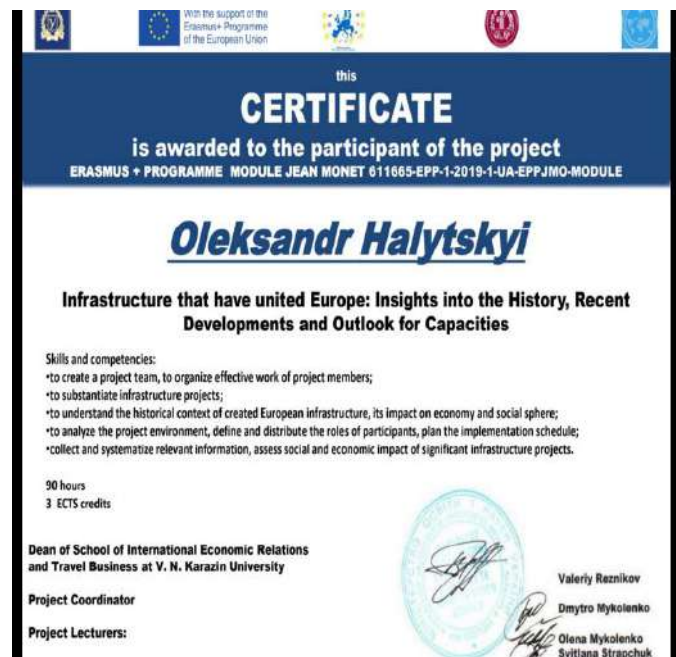 With the support of the
Erasmus+ Programme
of the European Union
this
CERTIFICATE
is awarded to the participant of the project
ERASMUS + PROGRAMME MODULE JEAN MONET 611665-EPP-1-2019-1-UA-EPPJMO-MODULE
Oleksandr Halytskyi
Infrastructure that have united Europe: Insights into the History, Recent
Developments and Outlook for Capacities
Skills and competencies:
•to create a project team, to organize effective work of project members;
•to substantiate infrastructure projects;
•to understand the historical context of created European infrastructure, its impact on economy and social sphere;
•to analyze the project environment, define and distribute the roles of participants, plan the implementation schedule;
•collect and systematize relevant information, assess social and economic impact of significant infrastructure projects.
90 hours
3 ECTS credits
Dean of School of International Economic Relations
and Travel Business at V. N. Karazin University
Valeriy Reznikov
Project Coordinator
Dmytro Mykolenko
Project Lecturers:
Olena Mykolenko
Svitlana Strapchuk